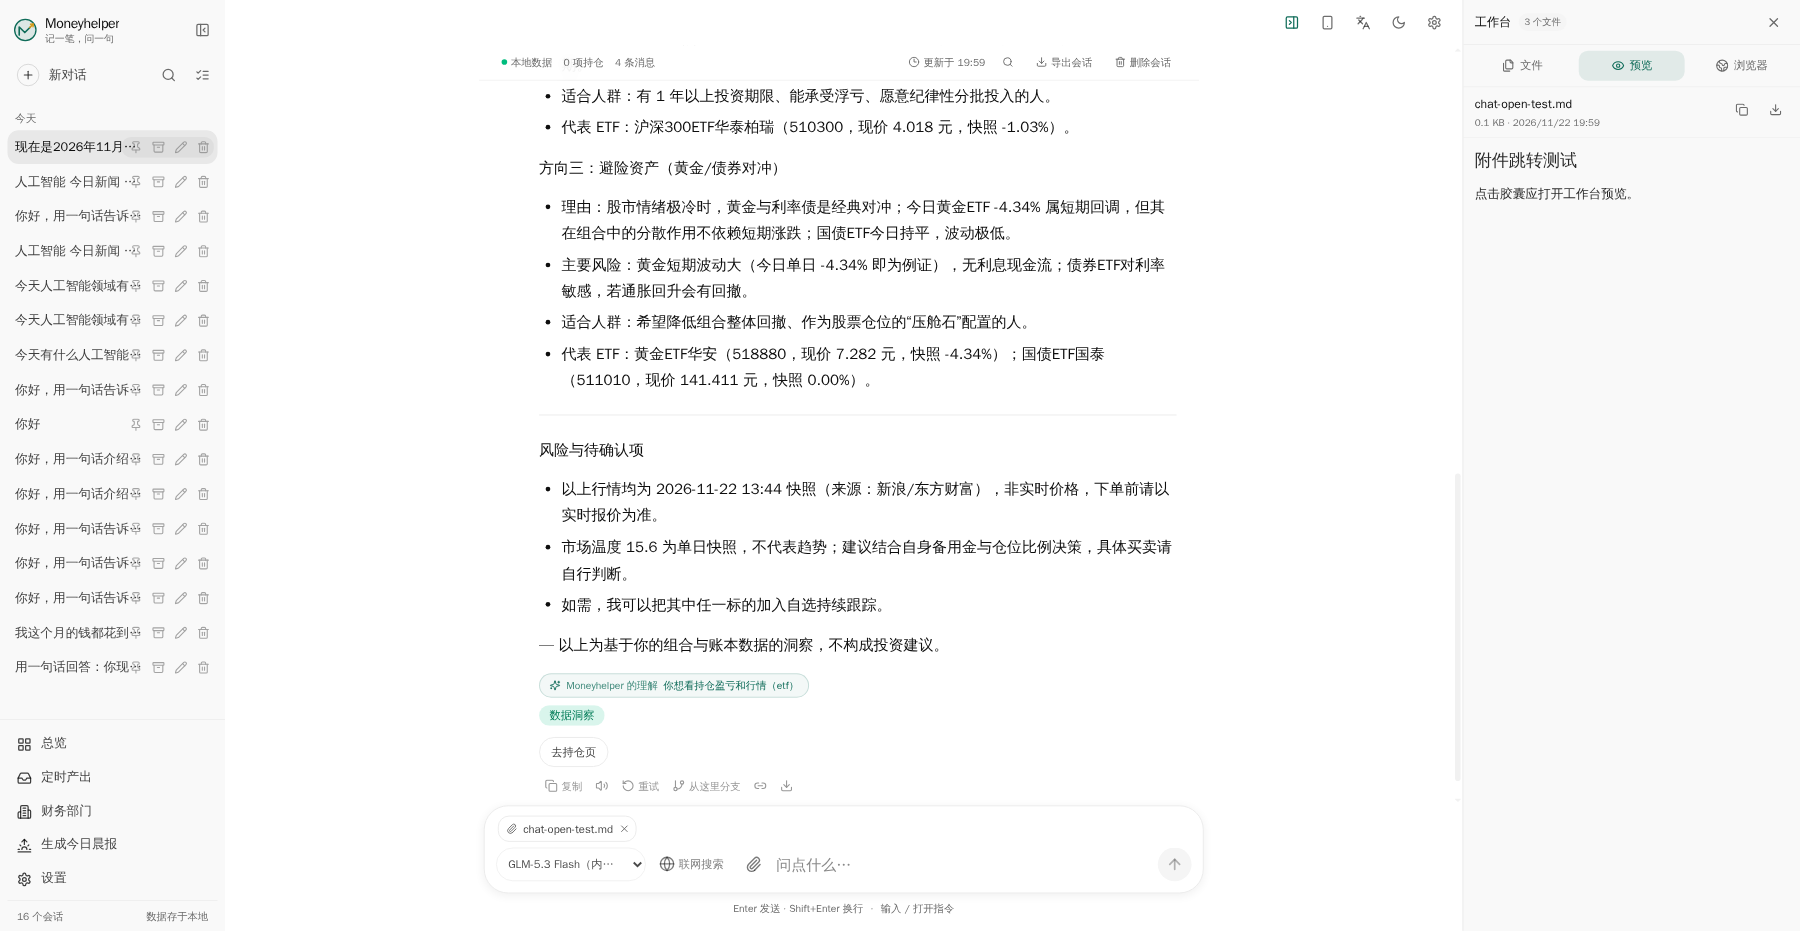 Moneyhelper
记一笔，问一句
新对话
今天
现在是2026年11月…
人工智能 今日新闻 …
你好，用一句话告诉…
人工智能 今日新闻 …
今天人工智能领域有…
今天人工智能领域有…
今天有什么人工智能…
你好，用一句话告诉…
你好
你好，用一句话介绍…
你好，用一句话介绍…
你好，用一句话告诉…
你好，用一句话告诉…
你好，用一句话告诉…
我这个月的钱都花到…
用一句话回答：你现…
总览
定时产出
财务部门
生成今日晨报
设置
16 个会话 数据存于本地
本地数据 0 项持仓 4 条消息 更新于 19:59 导出会话 删除会话
• 适合人群：有 1 年以上投资期限、能承受浮亏、愿意纪律性分批投入的人。
• 代表 ETF：沪深300ETF华泰柏瑞（510300，现价 4.018 元，快照 -1.03%）。
方向三：避险资产（黄金/债券对冲）
• 理由：股市情绪极冷时，黄金与利率债是经典对冲；今日黄金ETF -4.34% 属短期回调，但其
在组合中的分散作用不依赖短期涨跌；国债ETF今日持平，波动极低。
• 主要风险：黄金短期波动大（今日单日 -4.34% 即为例证），无利息现金流；债券ETF对利率
敏感，若通胀回升会有回撤。
• 适合人群：希望降低组合整体回撤、作为股票仓位的“压舱石”配置的人。
• 代表 ETF：黄金ETF华安（518880，现价 7.282 元，快照 -4.34%）；国债ETF国泰
（511010，现价 141.411 元，快照 0.00%）。
风险与待确认项
• 以上行情均为 2026-11-22 13:44 快照（来源：新浪/东方财富），非实时价格，下单前请以
实时报价为准。
• 市场温度 15.6 为单日快照，不代表趋势；建议结合自身备用金与仓位比例决策，具体买卖请
自行判断。
• 如需，我可以把其中任一标的加入自选持续跟踪。
— 以上为基于你的组合与账本数据的洞察，不构成投资建议。
Moneyhelper 的理解 你想看持仓盈亏和行情（etf）
数据洞察
去持仓页
复制 重试 从这里分支
chat-open-test.md ×
GLM-5.3 Flash（内… 联网搜索 问点什么…
Enter 发送 · Shift+Enter 换行 · 输入 / 打开指令
工作台 3 个文件
文件 预览 浏览器
chat-open-test.md
0.1 KB · 2026/11/22 19:59
附件跳转测试
点击胶囊应打开工作台预览。